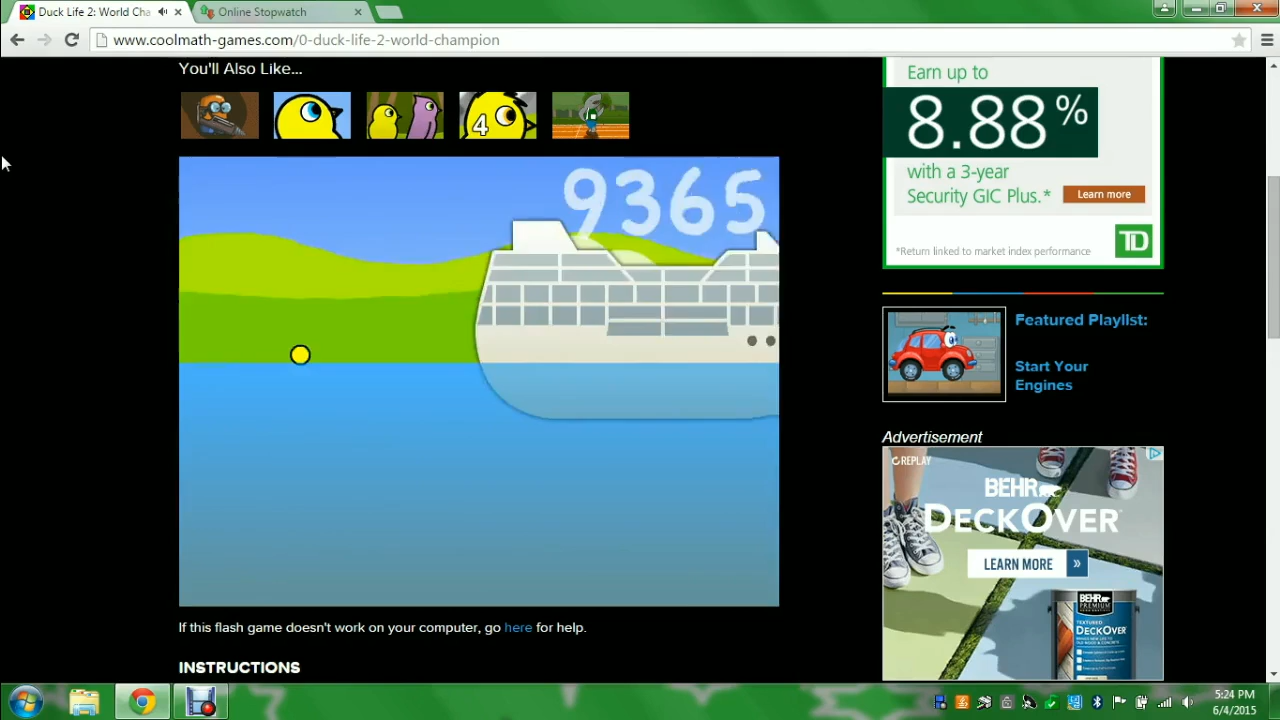 Duck Life 2: World Cha
Online Stopwatch
www.coolmath-games.com/0-duck-life-2-world-champion
You'll Also Like...
4
9365
If this flash game doesn't work on your computer, go here for help.
INSTRUCTIONS
Earn up to
8.88%
with a 3-year
Security GIC Plus.*
Learn more
*Return linked to market index performance
TD
Featured Playlist:
Start Your
Engines
Advertisement
REPLAY
BEHR
DECKOVER
LEARN MORE »
BEHR
PREMIUM
TEXTURED
DECKOVER
5:24 PM
6/4/2015